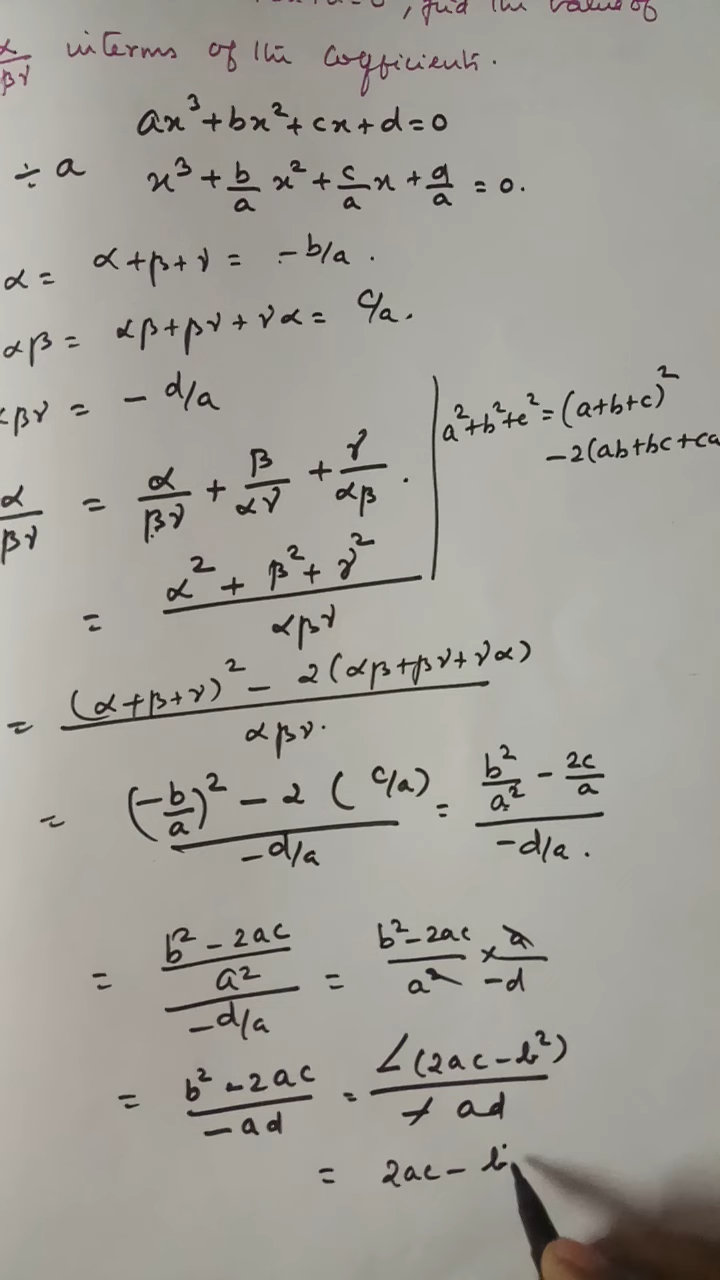 , find the value of
α/βγ in terms of the coefficients.
ax³+bx²+cx+d=0
÷ a x³ + b/a x² + c/a x + d/a = 0.
α = α+β+γ = -b/a.
αβ = αβ+βγ+γα = c/a.
αβγ = - d/a
a²+b²+c² = (a+b+c)²
-2(ab+bc+ca
α/βγ = α/βγ + β/αγ + γ/αβ.
= (α² + β² + γ²)/αβγ
= ((α+β+γ)² - 2(αβ+βγ+γα))/αβγ.
= ((-b/a)² - 2(c/a))/(-d/a) = (b²/a² - 2c/a)/(-d/a).
= ((b² - 2ac)/a²)/(-d/a) = (b²-2ac)/a² × a/-d
= (b² - 2ac)/-ad = -(2ac-b²)/-ad
= 2ac - b